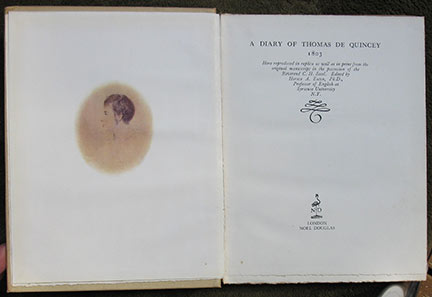 A DIARY OF THOMAS DE QUINCEY
1803
Here reproduced in replica as well as in print from the
original manuscript in the possession of the
Reverend C. H. Steel. Edited by
Horace A. Eaton, Ph.D.,
Professor of English at
Syracuse University
N.Y.
ND
LONDON
NOEL DOUGLAS